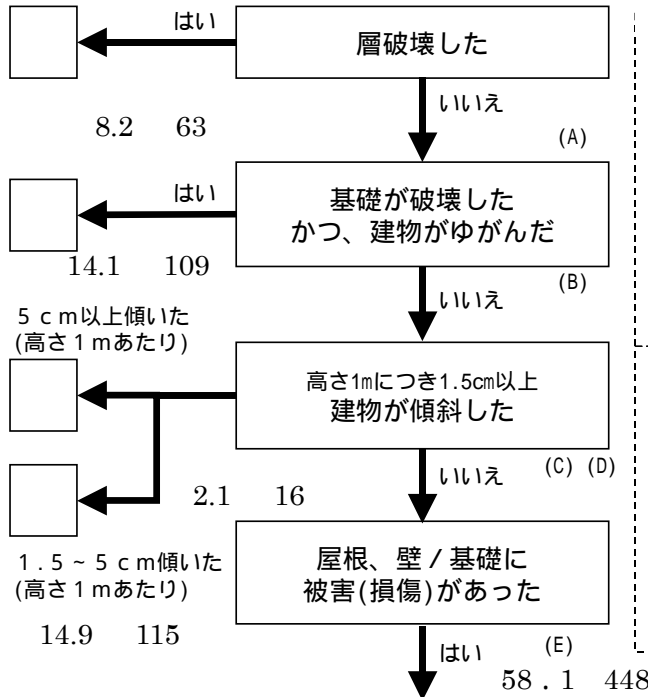 はい
層破壊した
いいえ
8.2 63
(A)
はい
基礎が破壊した
かつ、建物がゆがんだ
14.1 109
(B)
いいえ
5cm以上傾いた
(高さ1mあたり)
高さ1mにつき1.5cm以上
建物が傾斜した
(C) (D)
いいえ
2.1 16
1.5~5cm傾いた
(高さ1mあたり)
屋根、壁/基礎に
被害(損傷)があった
14.9 115
(E)
はい
58.1 448